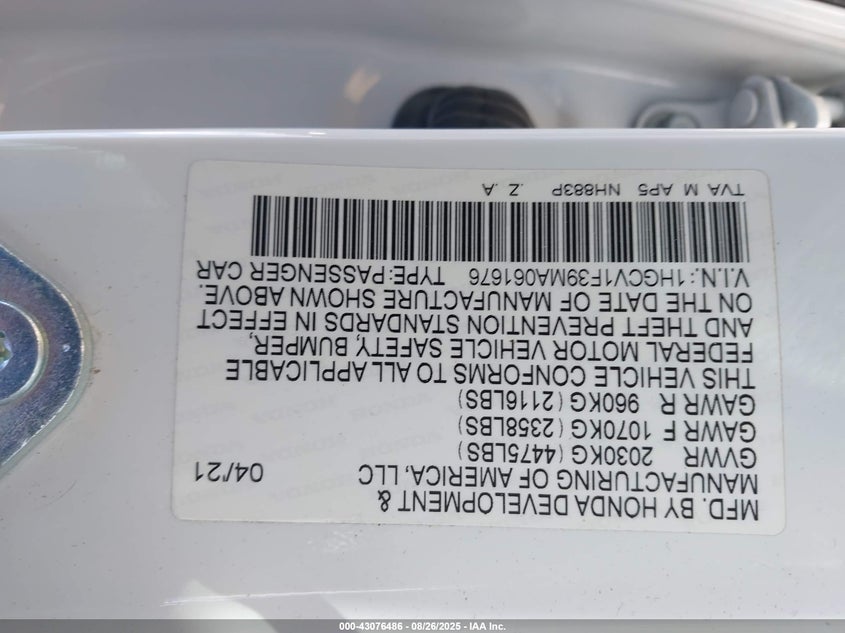 MFD. BY HONDA DEVELOPMENT &
MANUFACTURING OF AMERICA, LLC 04/21
GVWR 2030KG (4475LBS)
GAWR F 1070KG (2358LBS)
GAWR R 960KG (2116LBS)
THIS VEHICLE CONFORMS TO ALL APPLICABLE
FEDERAL MOTOR VEHICLE SAFETY, BUMPER,
AND THEFT PREVENTION STANDARDS IN EFFECT
ON THE DATE OF MANUFACTURE SHOWN ABOVE.
V.I.N.: 1HGCV1F39MA061676 TYPE: PASSENGER CAR
TVA M AP5 NH883P .Z .A
000-43076486 - 08/26/2025 - IAA Inc.